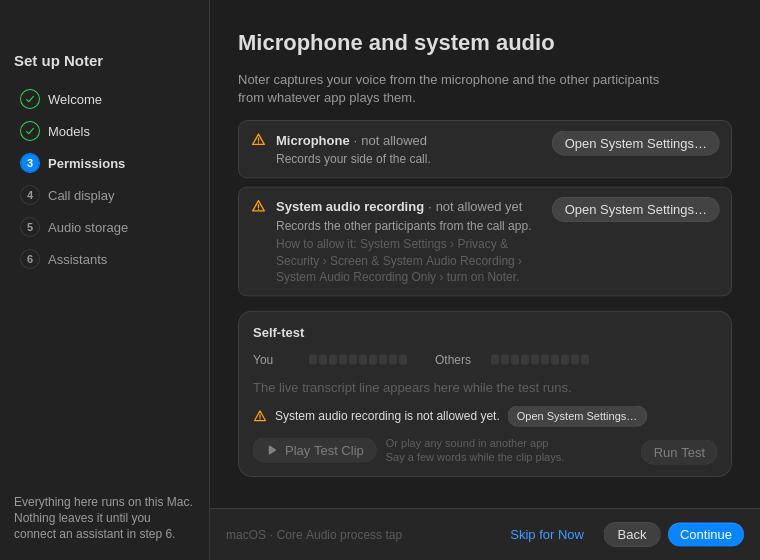 Set up Noter
Welcome
Models
3 Permissions
4 Call display
5 Audio storage
6 Assistants
Everything here runs on this Mac.
Nothing leaves it until you
connect an assistant in step 6.
Microphone and system audio
Noter captures your voice from the microphone and the other participants
from whatever app plays them.
Microphone · not allowed
Records your side of the call.
Open System Settings…
System audio recording · not allowed yet
Records the other participants from the call app.
How to allow it: System Settings › Privacy &
Security › Screen & System Audio Recording ›
System Audio Recording Only › turn on Noter.
Open System Settings…
Self-test
You Others
The live transcript line appears here while the test runs.
System audio recording is not allowed yet. Open System Settings…
Play Test Clip
Or play any sound in another app
Say a few words while the clip plays.
Run Test
macOS · Core Audio process tap
Skip for Now Back Continue